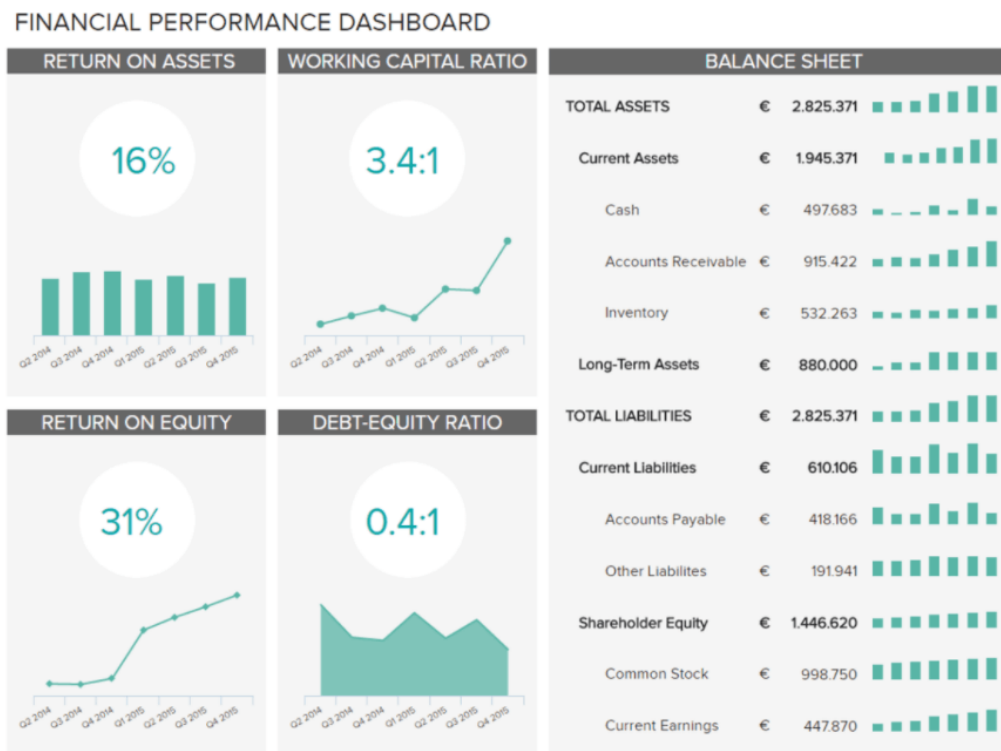 FINANCIAL PERFORMANCE DASHBOARD
RETURN ON ASSETS
16%
Q2 2014 Q3 2014 Q4 2014 Q1 2015 Q2 2015 Q3 2015 Q4 2015
WORKING CAPITAL RATIO
3.4:1
Q2 2014 Q3 2014 Q4 2014 Q1 2015 Q2 2015 Q3 2015 Q4 2015
RETURN ON EQUITY
31%
Q2 2014 Q3 2014 Q4 2014 Q1 2015 Q2 2015 Q3 2015 Q4 2015
DEBT-EQUITY RATIO
0.4:1
Q2 2014 Q3 2014 Q4 2014 Q1 2015 Q2 2015 Q3 2015 Q4 2015
BALANCE SHEET
TOTAL ASSETS € 2.825.371
Current Assets € 1.945.371
Cash € 497.683
Accounts Receivable € 915.422
Inventory € 532.263
Long-Term Assets € 880.000
TOTAL LIABILITIES € 2.825.371
Current Liabilities € 610.106
Accounts Payable € 418.166
Other Liabilites € 191.941
Shareholder Equity € 1.446.620
Common Stock € 998.750
Current Earnings € 447.870